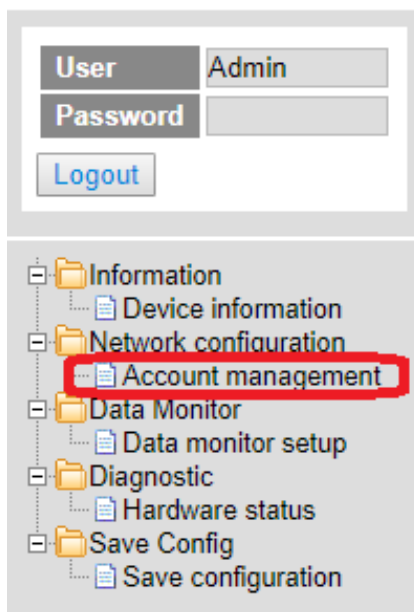 User Admin
Password
Logout
Information
Device information
Network configuration
Account management
Data Monitor
Data monitor setup
Diagnostic
Hardware status
Save Config
Save configuration